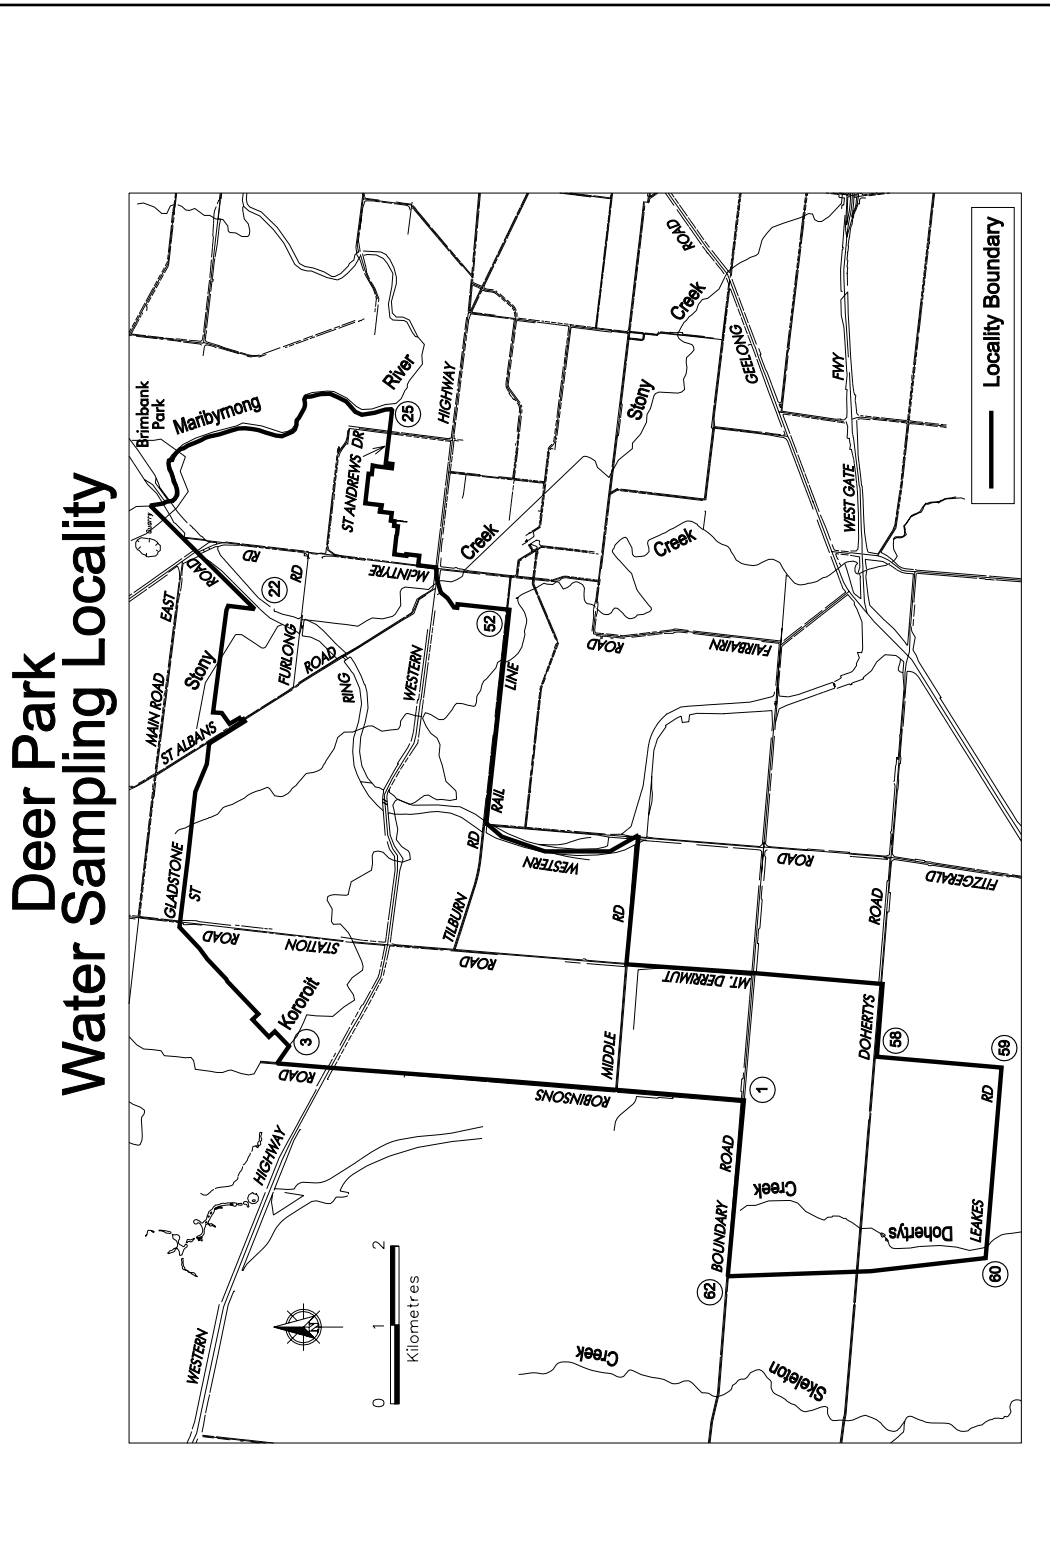 Deer Park
Water Sampling Locality
Brimbank
Park
Maribyrnong
River
QUARRY
ROAD
RD
EAST
MAIN ROAD
22
RD
FURLONG
ROAD
RING
Stony
ST ALBANS
ST ANDREWS DR
25
McINTYRE
HIGHWAY
Creek
52
WESTERN
LINE
RAIL
RD
TILBURN
WESTERN
GLADSTONE
ST
ROAD
STATION
ROAD
Kororoit
3
ROAD
ROBINSONS
MIDDLE
RD
MT. DERRIMUT
ROAD
FAIRBAIRN
ROAD
ROAD
FITZGERALD
ROAD
DOHERTYS
58
59
RD
LEAKES
60
1
ROAD
BOUNDARY
62
Creek
Dohertys
Creek
Skeleton
HIGHWAY
WESTERN
N
0
1
2
Kilometres
Stony
Creek
Creek
ROAD
GEELONG
FWY
WEST GATE
Locality Boundary